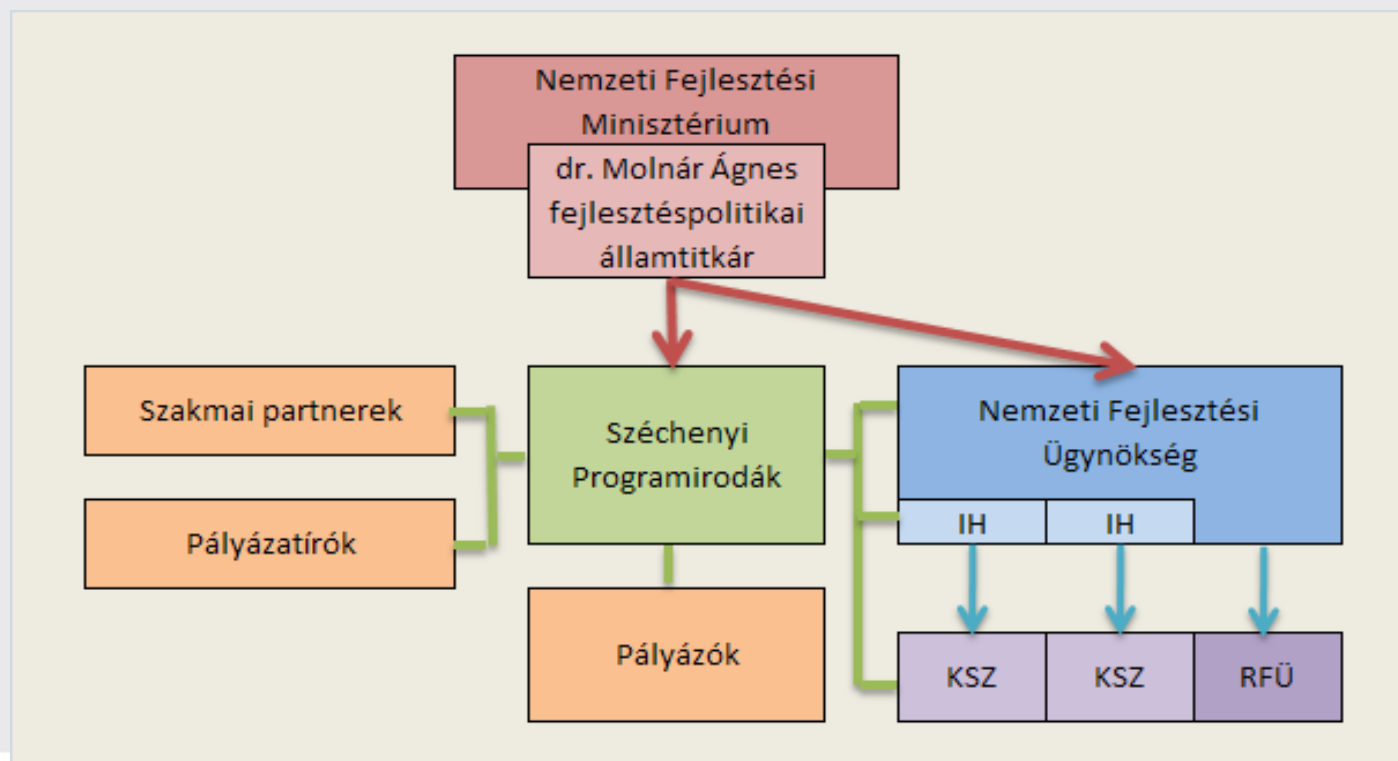 Nemzeti Fejlesztési
Minisztérium
dr. Molnár Ágnes
fejlesztéspolitikai
államtitkár
Szakmai partnerek
Pályázatírók
Széchenyi
Programirodák
Pályázók
Nemzeti Fejlesztési
Ügynökség
IH
IH
KSZ
KSZ
RFÜ